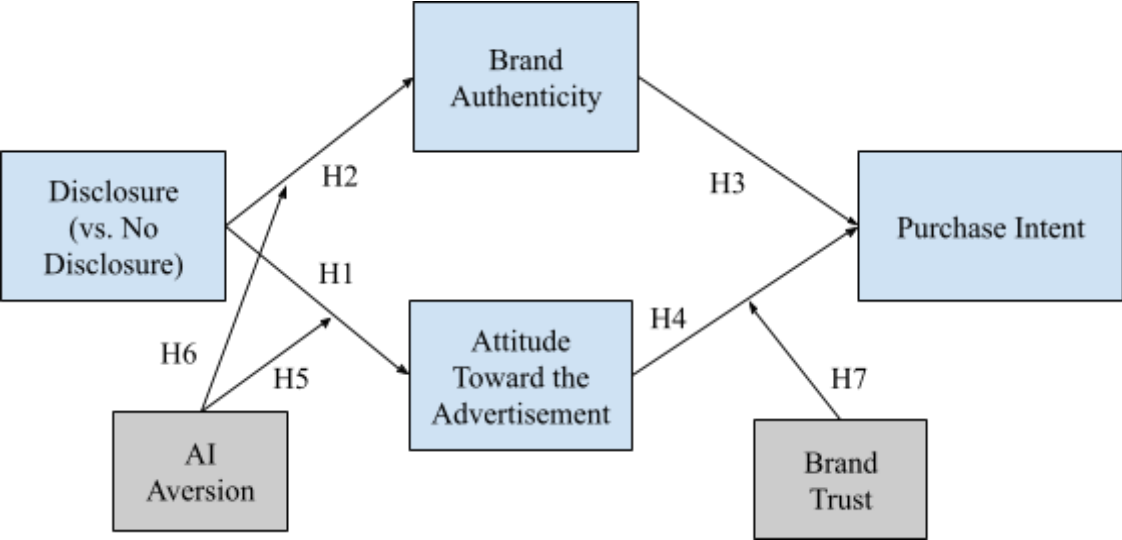 Brand
Authenticity
H2
H3
Disclosure
(vs. No
Disclosure)
Purchase Intent
H1
H4
Attitude
Toward the
Advertisement
H6
H5
H7
AI
Aversion
Brand
Trust